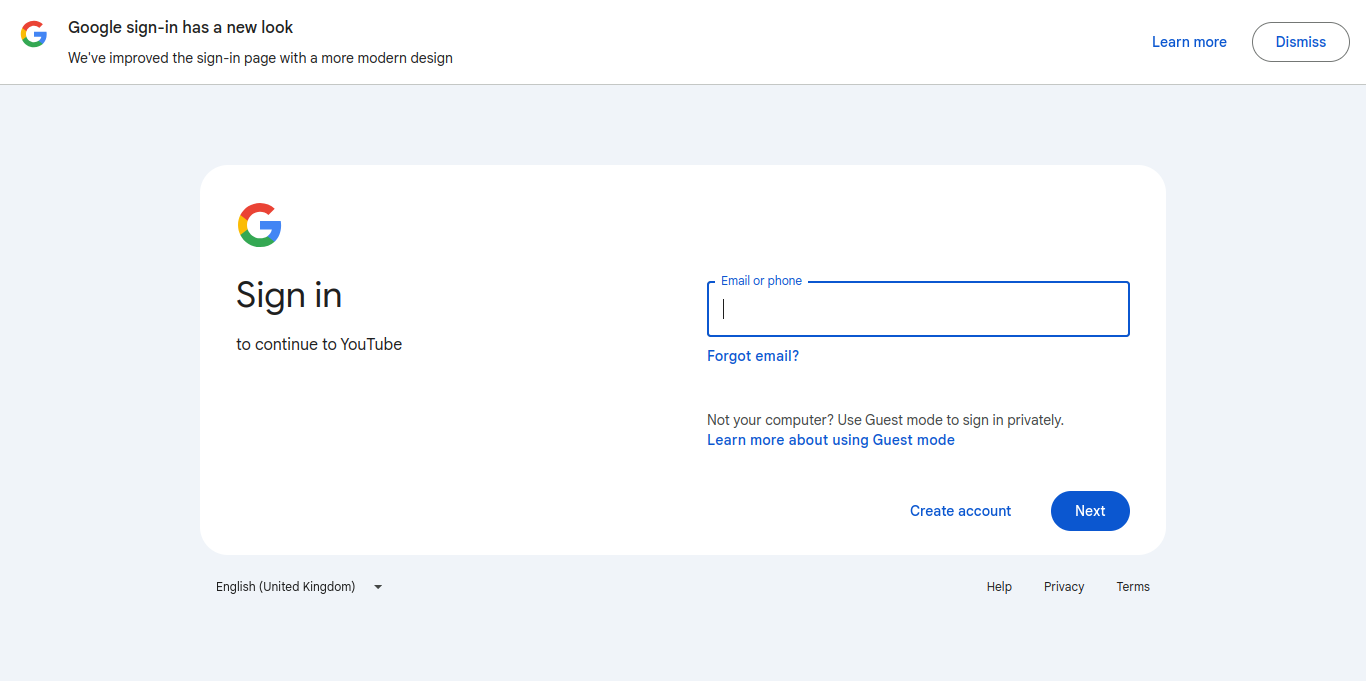 Google sign-in has a new look
We've improved the sign-in page with a more modern design
Learn more
Dismiss
Sign in
to continue to YouTube
Email or phone
Forgot email?
Not your computer? Use Guest mode to sign in privately.
Learn more about using Guest mode
Create account
Next
English (United Kingdom)
Help
Privacy
Terms